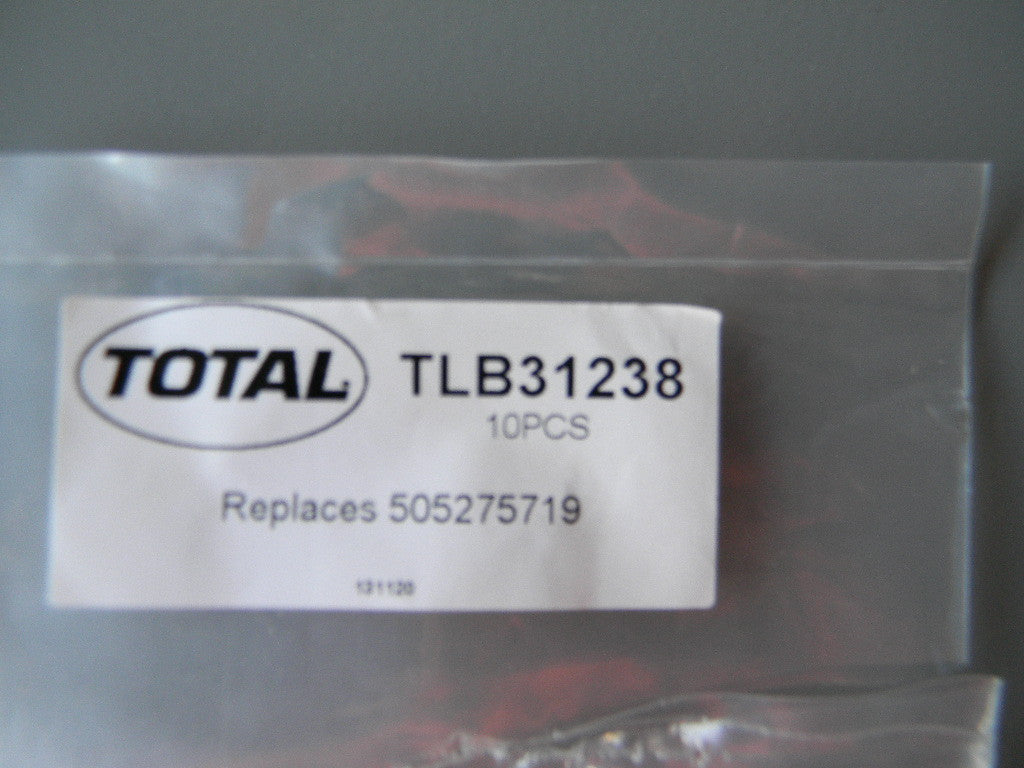 TOTAL
TLB31238
10PCS
Replaces 505275719
131120